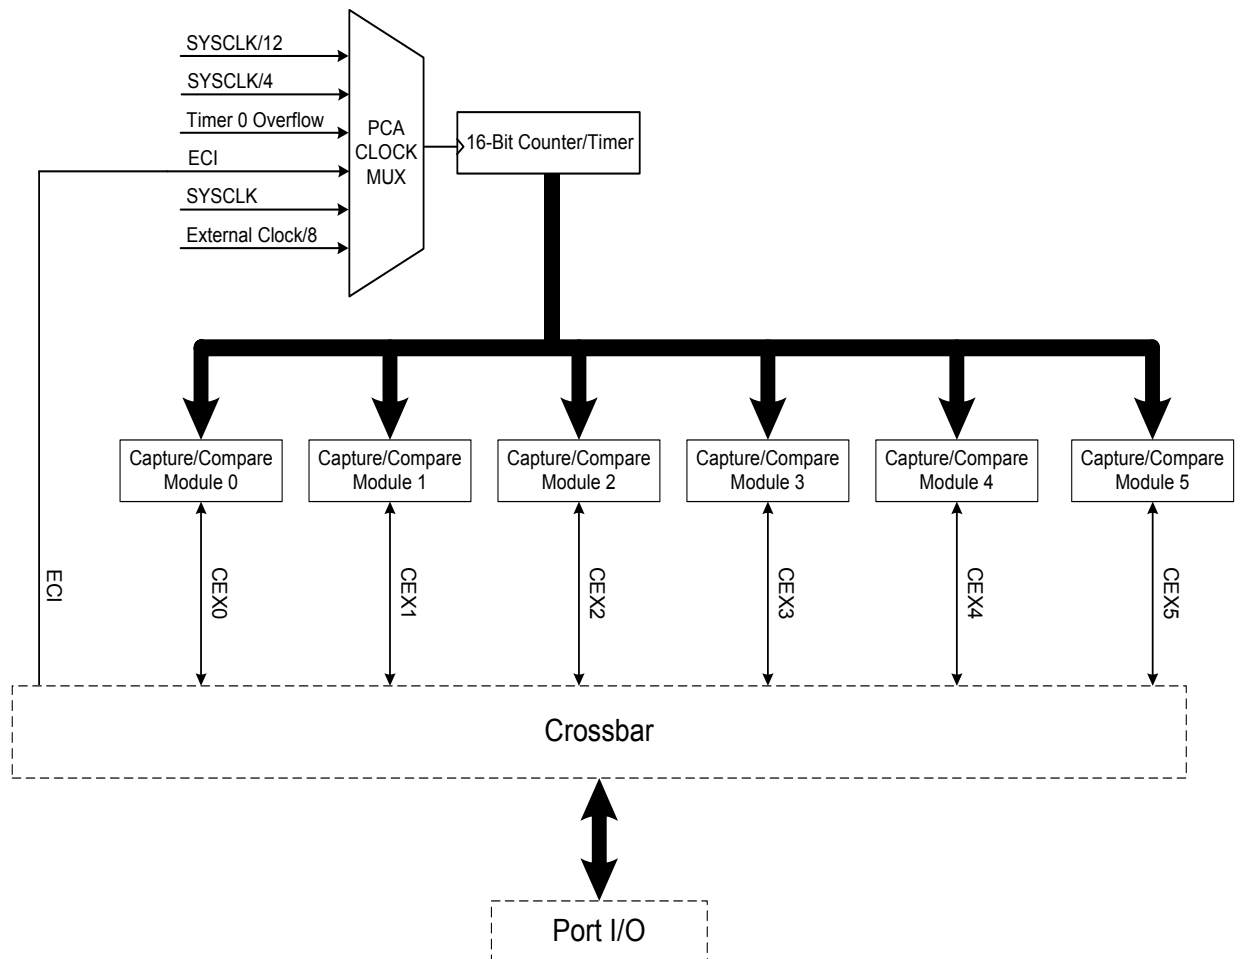 SYSCLK/12
SYSCLK/4
Timer 0 Overflow
ECI
SYSCLK
External Clock/8
PCA
CLOCK
MUX
16-Bit Counter/Timer
Capture/Compare
Module 0
Capture/Compare
Module 1
Capture/Compare
Module 2
Capture/Compare
Module 3
Capture/Compare
Module 4
Capture/Compare
Module 5
ECI
CEX0
CEX1
CEX2
CEX3
CEX4
CEX5
Crossbar
Port I/O